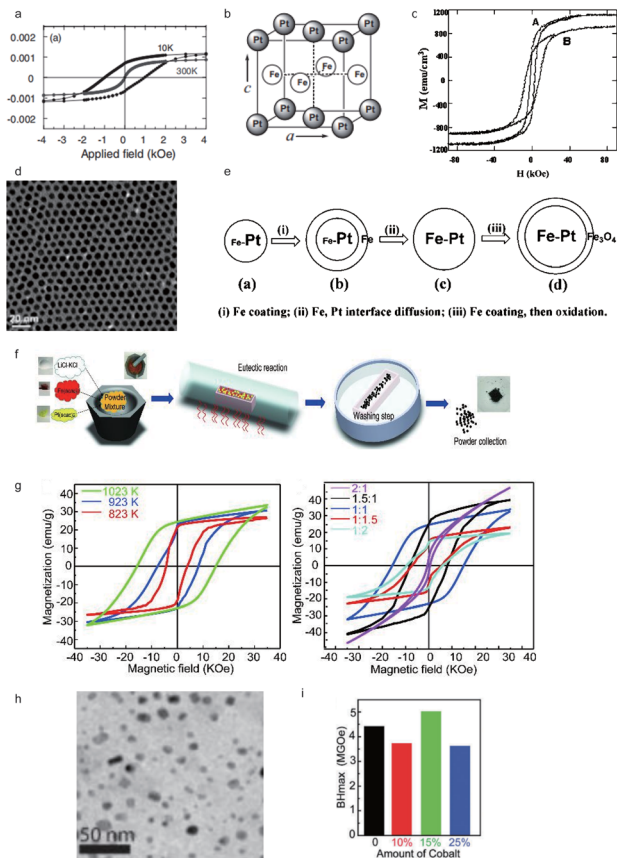 a
(a)
0.002
0.001
0
-0.001
-0.002
10K
300K
-4 -3 -2 -1 0 1 2 3 4
Applied field (kOe)
b
Pt Pt Pt
Pt Pt
Fe Fe
Fe Fe
Pt Pt Pt
Pt Pt
c
a
c
1200
800
400
0
-400
-800
1200
M (emu/cm³)
A
B
-80 -40 0 40 80
H (kOe)
d
20 nm
e
Fe-Pt (i) Fe-Pt Fe (ii) Fe-Pt (iii) Fe-Pt Fe₃O₄
(a) (b) (c) (d)
(i) Fe coating; (ii) Fe, Pt interface diffusion; (iii) Fe coating, then oxidation.
f
LiCl-KCl
Powder
Mixture
Eutectic reaction
Washing step
Powder collection
g
1023 K
923 K
823 K
40
30
20
10
0
-10
-20
-30
-40
Magnetization (emu/g)
-40 -30 -20 -10 0 10 20 30 40
Magnetic field (KOe)
2:1
1.5:1
1:1
1:1.5
1:2
50
40
30
20
10
0
-10
-20
-30
-40
-50
Magnetization (emu/g)
-40 -30 -20 -10 0 10 20 30 40
Magnetic field (KOe)
h
50 nm
i
5
4
3
2
1
0
BHmax (MGOe)
0 10% 15% 25%
Amount of Cobalt